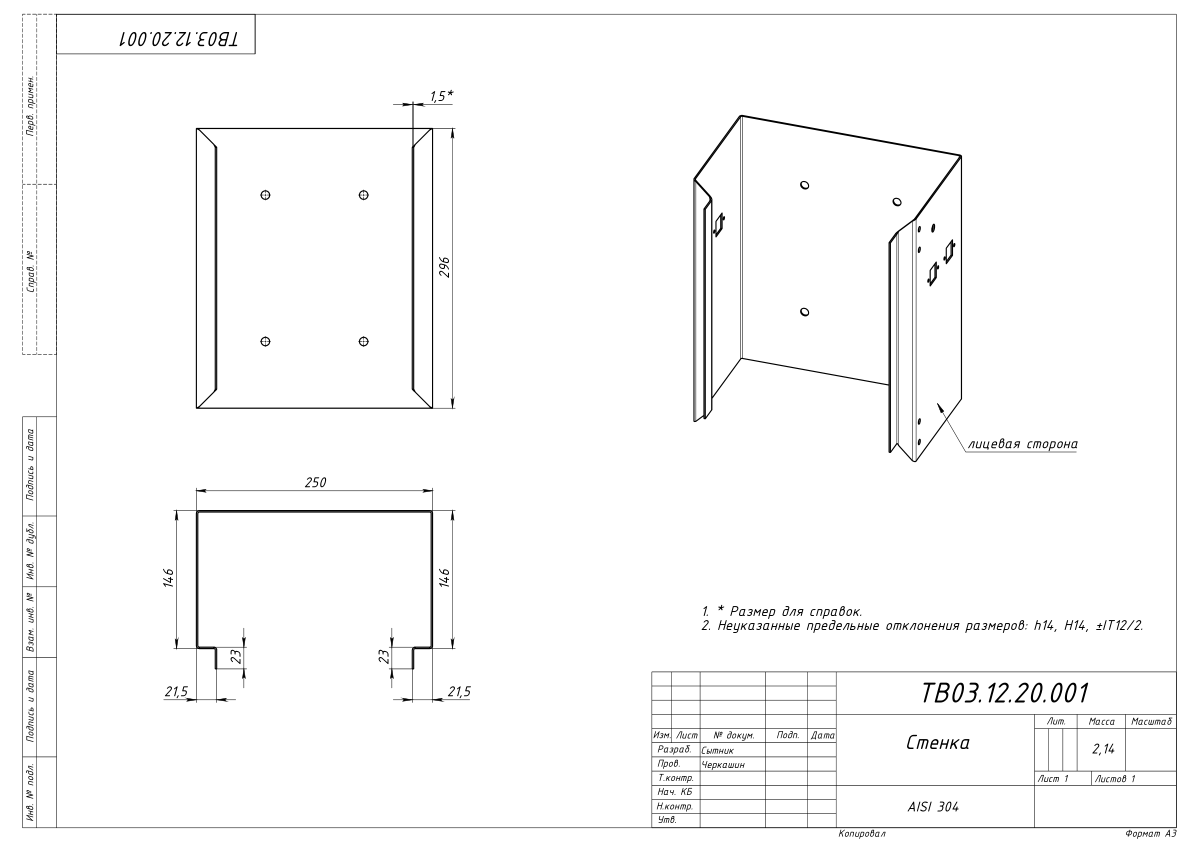 ТВ03.12.20.001
Перв. примен.
Справ. №
Подпись и дата
Инв. № дубл.
Взам. инв. №
Подпись и дата
Инв. № подл.
1,5*
296
250
146
146
23
23
21,5
21,5
лицевая сторона
1. * Размер для справок.
2. Неуказанные предельные отклонения размеров: h14, H14, ±IT12/2.
ТВ03.12.20.001
Изм. Лист № докум. Подп. Дата
Разраб. Сытник
Пров. Черкашин
Т.контр.
Нач. КБ
Н.контр.
Утв.
Стенка
AISI 304
Лит. Масса Масштаб
2,14
Лист 1 Листов 1
Копировал Формат А3